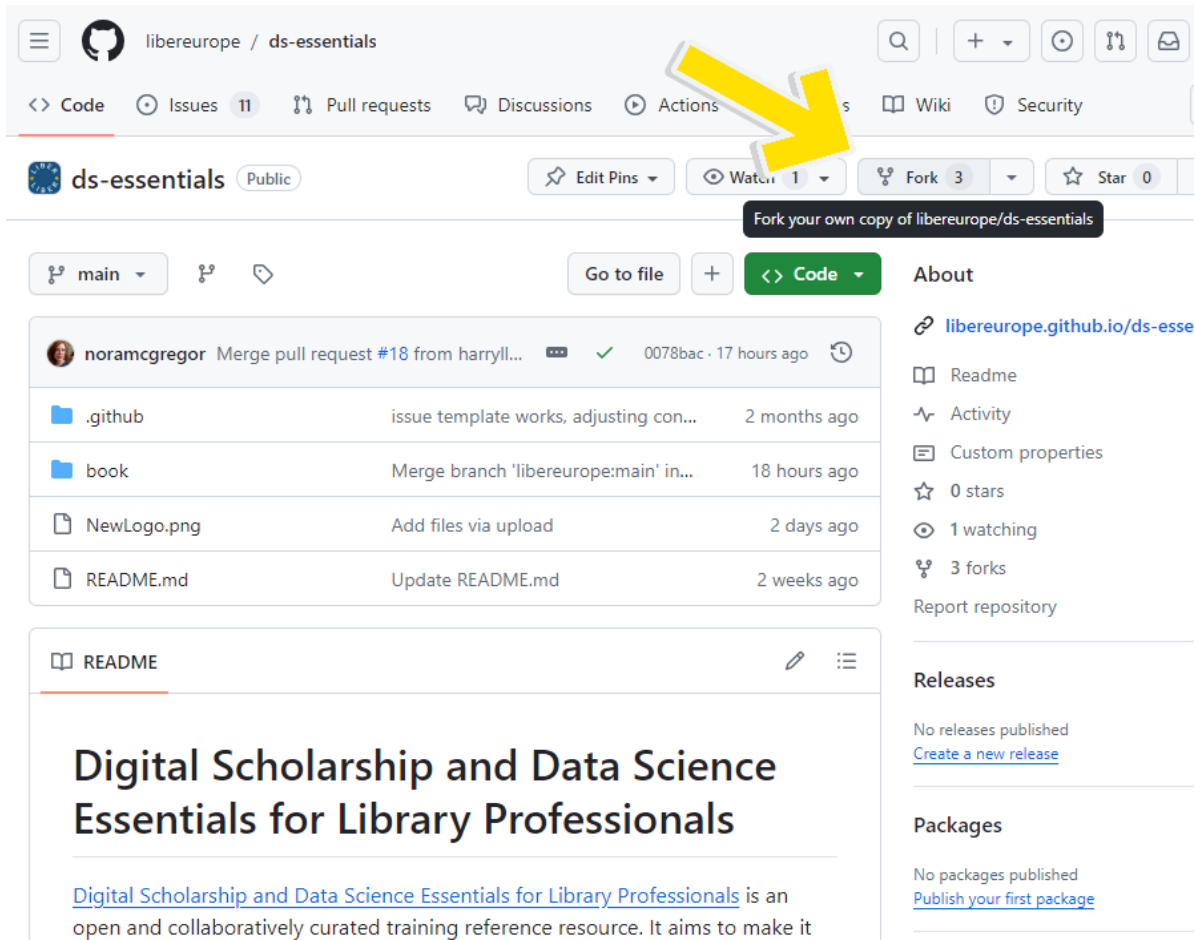 libereurope / ds-essentials
Code Issues 11 Pull requests Discussions Actions s Wiki Security
ds-essentials Public Edit Pins Watch 1 Fork 3 Star 0
Fork your own copy of libereurope/ds-essentials
main Go to file Code About
libereurope.github.io/ds-esse
noramcgregor Merge pull request #18 from harryll... 0078bac · 17 hours ago
Readme
.github issue template works, adjusting con... 2 months ago
Activity
Custom properties
book Merge branch 'libereurope:main' in... 18 hours ago
0 stars
NewLogo.png Add files via upload 2 days ago
1 watching
README.md Update README.md 2 weeks ago
3 forks
Report repository
README
Releases
No releases published
Create a new release
Digital Scholarship and Data Science
Essentials for Library Professionals
Packages
No packages published
Publish your first package
Digital Scholarship and Data Science Essentials for Library Professionals is an
open and collaboratively curated training reference resource. It aims to make it